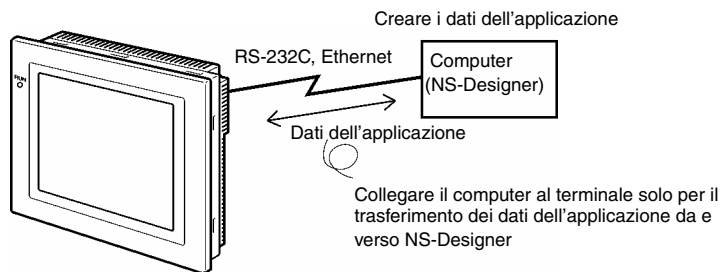 Creare i dati dell'applicazione
RS-232C, Ethernet
Computer
(NS-Designer)
RUN
Dati dell'applicazione
Collegare il computer al terminale solo per il
trasferimento dei dati dell'applicazione da e
verso NS-Designer